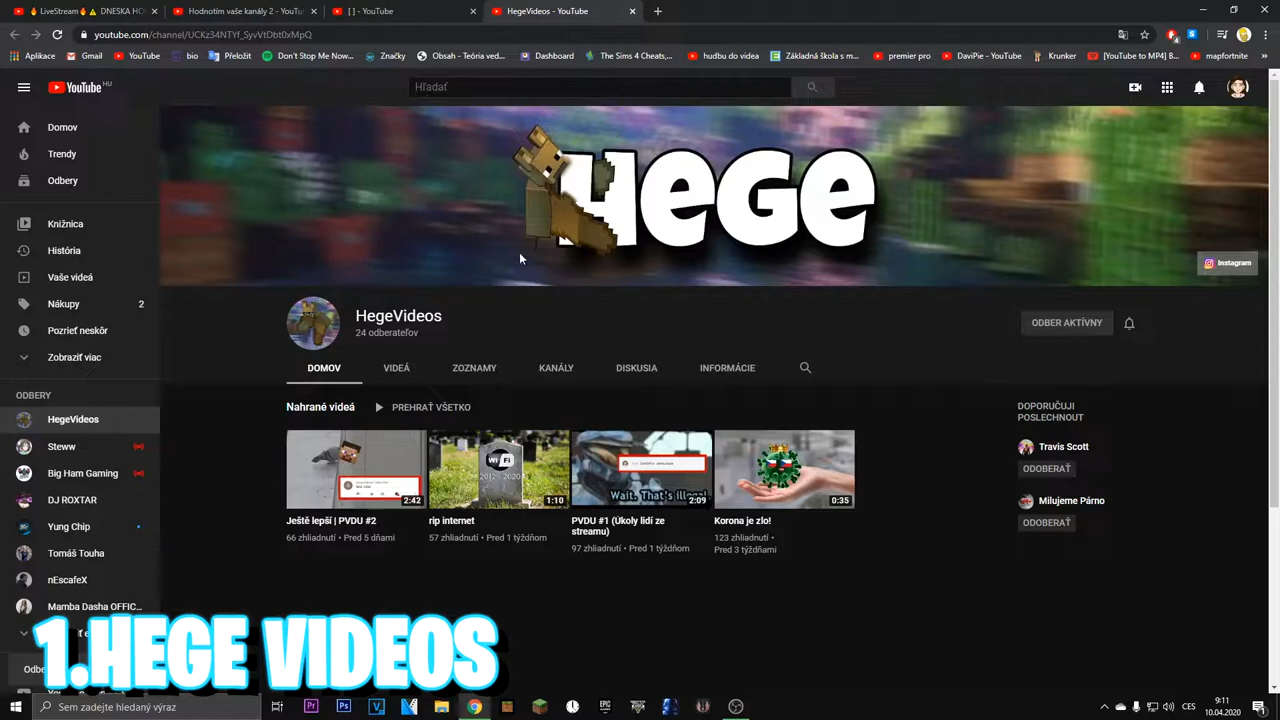 🔥 LiveStream🔥⚠️ DNESKA HO
Hodnotím vaše kanály 2 - YouTu
[ ] - YouTube
HegeVideos - YouTube
youtube.com/channel/UCKz34NTYf_SyvVtDbt0xMpQ
Aplikace
Gmail
YouTube
bio
Přeložit
Don't Stop Me Now...
Značky
Obsah - Teorie ved...
Dashboard
The Sims 4 Cheats,...
hudbu do videa
Základná škola s m...
premier pro
DaviPie - YouTube
Krunker
[YouTube to MP4] B...
mapfortnite
YouTube HU
Hľadať
Domov
Trendy
Odbery
Knižnica
História
Vaše videá
Nákupy 2
Pozrieť neskôr
Zobraziť viac
ODBERY
HegeVideos
Steww
Big Ham Gaming
DJ ROXTAR
Yung Chip
Tomáš Touha
nEscafeX
Mamba Dasha OFFIC...
HEGE
Instagram
HegeVideos
24 odberateľov
ODBER AKTÍVNY
DOMOV
VIDEÁ
ZOZNAMY
KANÁLY
DISKUSIA
INFORMÁCIE
Nahrané videá
PREHRAŤ VŠETKO
2:42
Wi Fi
2012 - 2020
1:10
Wait. That's illegal
2:09
0:35
Ještě lepší | PVDU #2
66 zhliadnutí • Pred 5 dňami
rip internet
57 zhliadnutí • Pred 1 týždňom
PVDU #1 (Úkoly lidí ze
streamu)
97 zhliadnutí • Pred 1 týždňom
Korona je zlo!
123 zhliadnutí •
Pred 3 týždňami
DOPORUČUJI
POSLECHNOUT
Travis Scott
ODOBERAŤ
Milujeme Párno
ODOBERAŤ
1.HEGE VIDEOS
Sem zadejte hledaný výraz
CES
9:11
10.04.2020